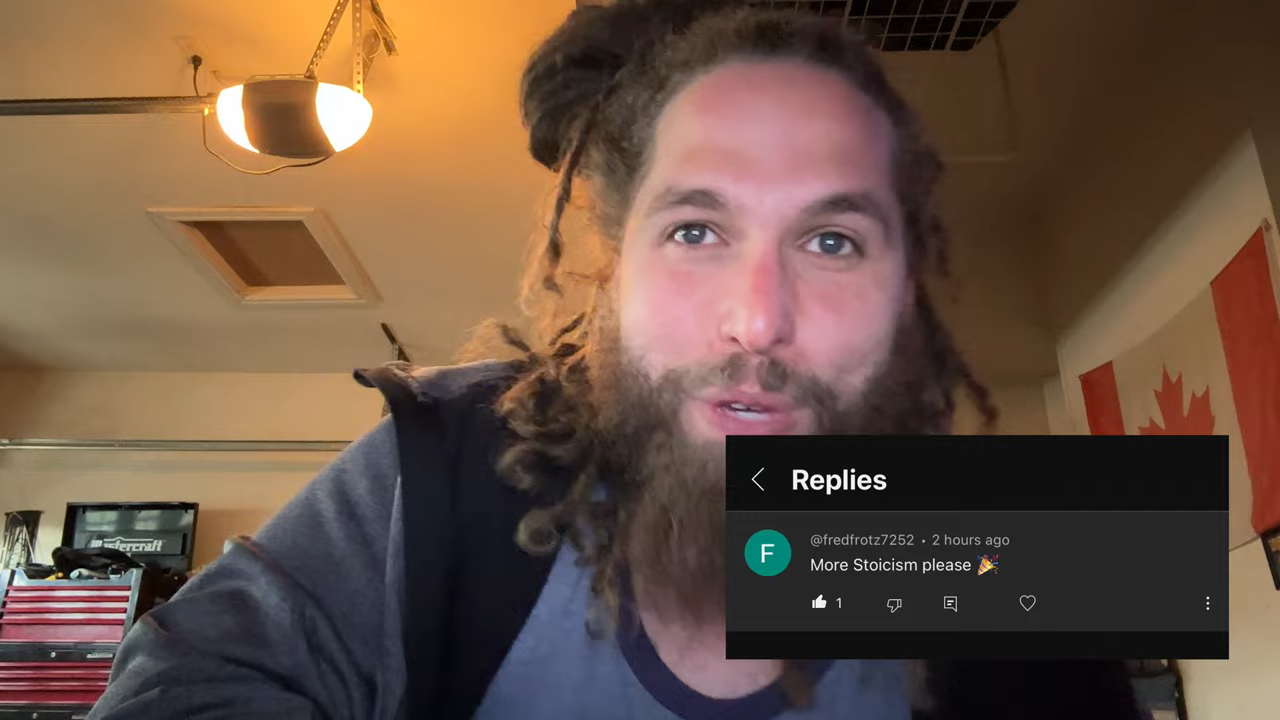 Mastercraft
Replies
F
@fredfrotz7252 • 2 hours ago
More Stoicism please 🎉
1